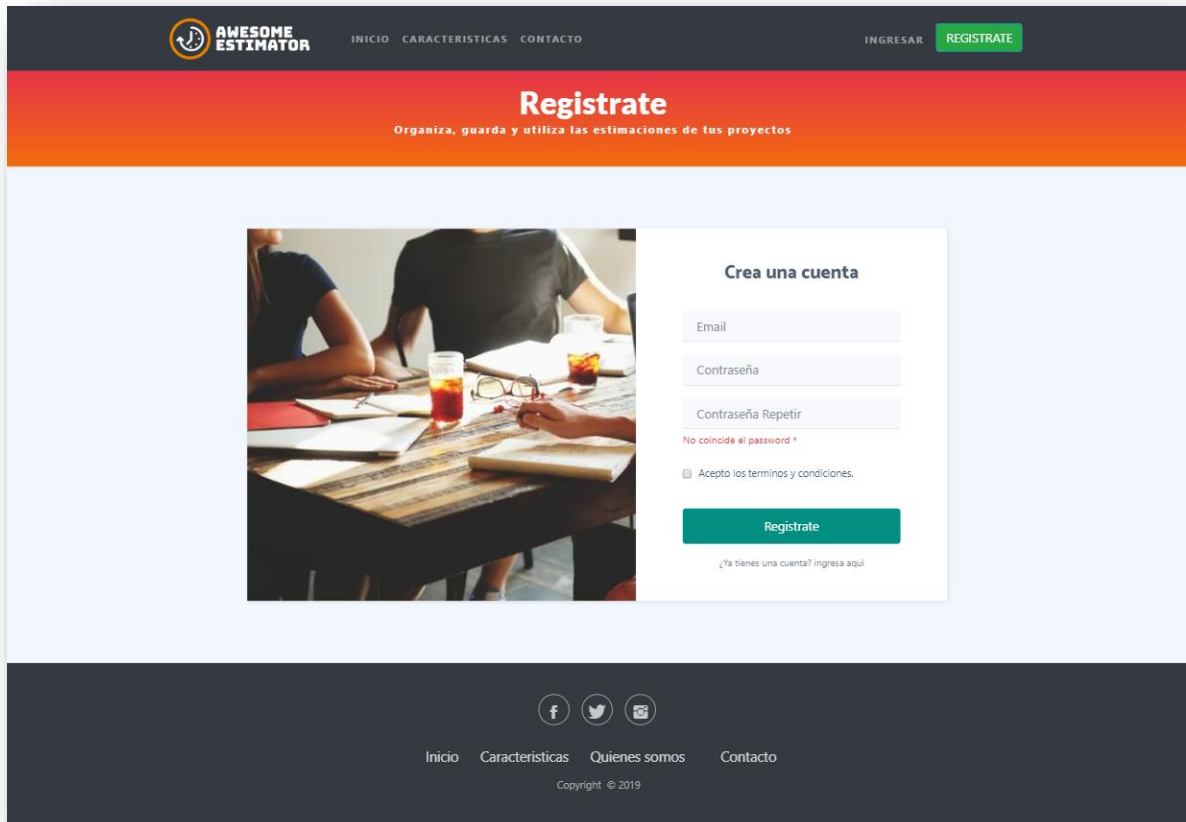 AWESOME
ESTIMATOR
INICIO CARACTERISTICAS CONTACTO
INGRESAR REGISTRATE
Registrate
Organiza, guarda y utiliza las estimaciones de tus proyectos
Crea una cuenta
Email
Contraseña
Contraseña Repetir
No coincide el password *
Acepto los terminos y condiciones.
Registrate
¿Ya tienes una cuenta? ingresa aqui
Inicio Caracteristicas Quienes somos Contacto
Copyright © 2019